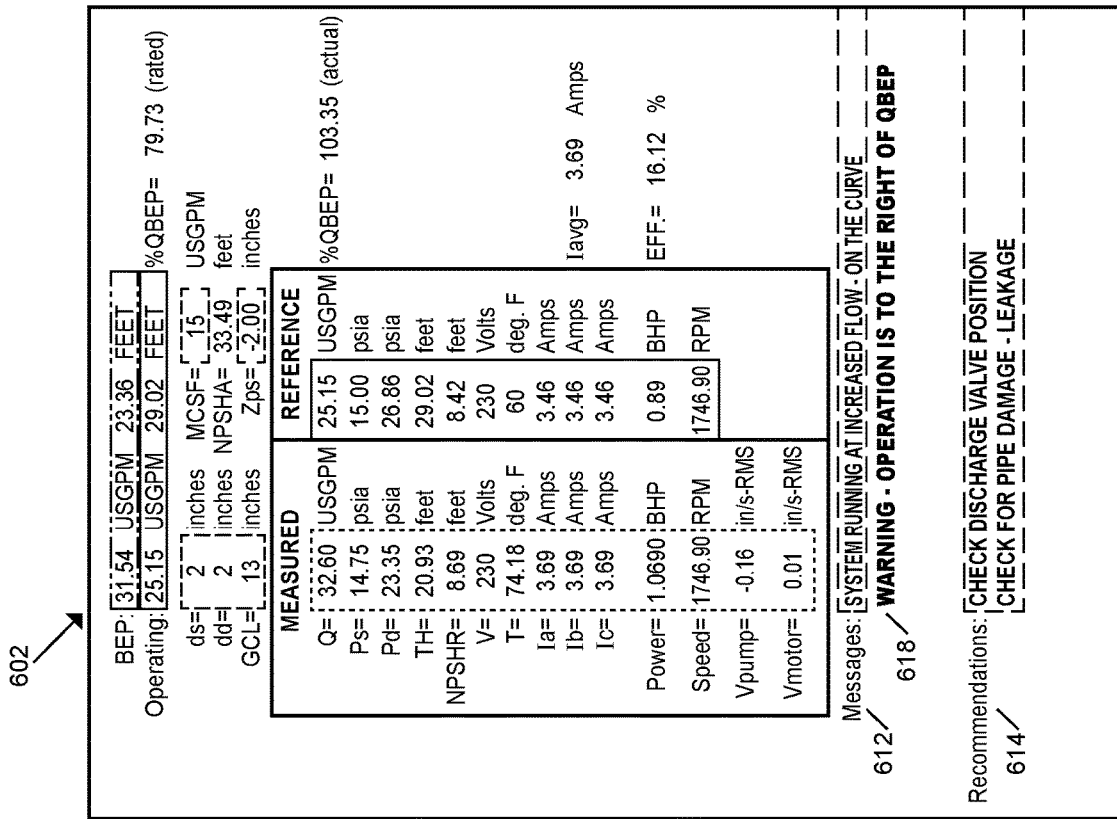 602
BEP: 31.54 USGPM 23.36 FEET
Operating: 25.15 USGPM 29.02 FEET %QBEP= 79.73 (rated)
ds= 2 inches MCSF= 15 USGPM
dd= 2 inches NPSHA= 33.49 feet
GCL= 13 inches Zps= -2.00 inches
MEASURED REFERENCE
Q= 32.60 USGPM 25.15 USGPM %QBEP= 103.35 (actual)
Ps= 14.75 psia 15.00 psia
Pd= 23.35 psia 26.86 psia
TH= 20.93 feet 29.02 feet
NPSHR= 8.69 feet 8.42 feet
V= 230 Volts 230 Volts
T= 74.18 deg. F 60 deg. F
Ia= 3.69 Amps 3.46 Amps Iavg= 3.69 Amps
Ib= 3.69 Amps 3.46 Amps
Ic= 3.69 Amps 3.46 Amps
Power= 1.0690 BHP 0.89 BHP EFF.= 16.12 %
Speed= 1746.90 RPM 1746.90 RPM
Vpump= -0.16 in/s-RMS
Vmotor= 0.01 in/s-RMS
Messages: SYSTEM RUNNING AT INCREASED FLOW - ON THE CURVE
612
WARNING - OPERATION IS TO THE RIGHT OF QBEP
618
Recommendations: CHECK DISCHARGE VALVE POSITION
CHECK FOR PIPE DAMAGE - LEAKAGE
614